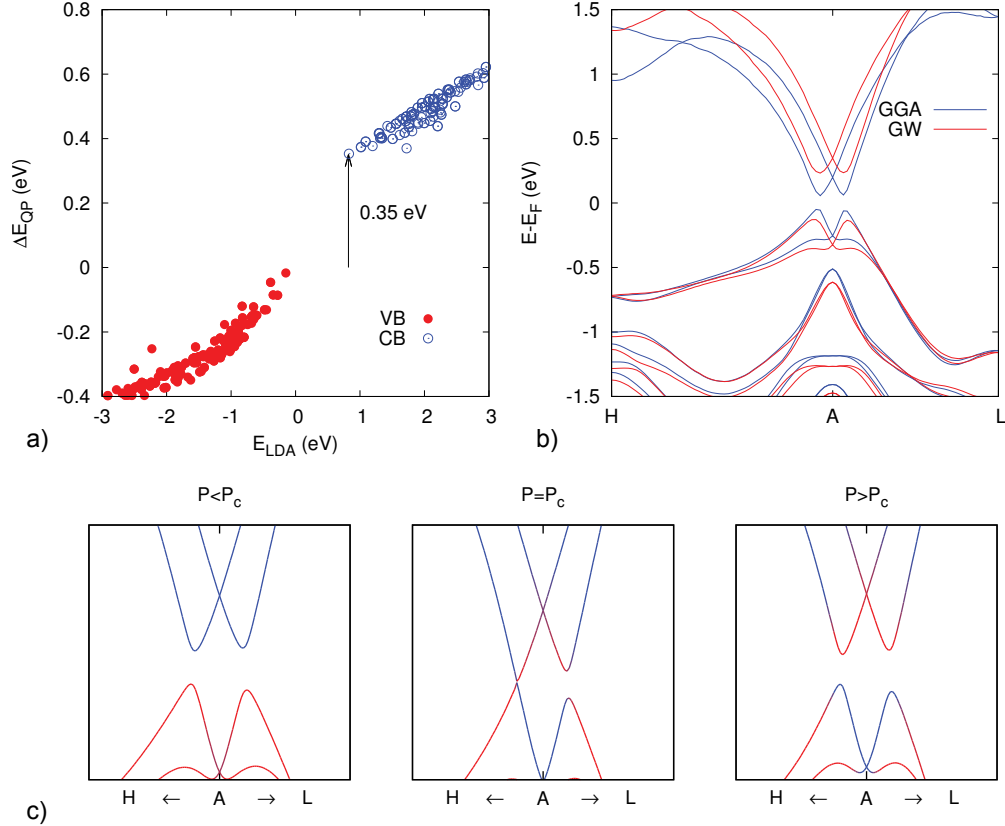 0.8
0.6
0.4
0.2
0
-0.2
-0.4
ΔE_QP (eV)
0.35 eV
VB
CB
-3 -2 -1 0 1 2 3
E_LDA (eV)
a)
1.5
1
0.5
0
-0.5
-1
-1.5
E-E_F (eV)
GGA
GW
H A L
b)
P<P_c P=P_c P>P_c
H ← A → L H ← A → L H ← A → L
c)